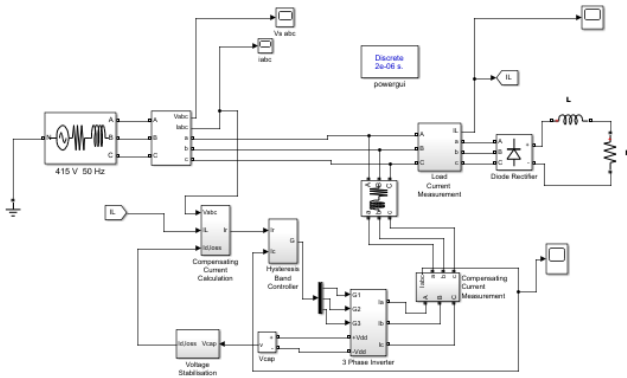 Vs abc
iabc
Discrete
2e-06 s.
powergui
IL
L
N
A
B
C
A
B
C
Vabc
Iabc
a
b
c
415 V 50 Hz
A
B
C
IL
a
b
c
Load
Current
Measurement
A
B
C
+
-
Diode Rectifier
A
B
C
a
b
c
IL
Vabc
IL
Ir
Compensating
Current
Calculation
Ir
Ic
G
Hysteresis
Band
Controller
Iabc
a
b
c
A
B
C
Compensating
Current
Measurement
G1
G2
G3
+Vdd
-Vdd
Ia
Ib
Ic
3 Phase Inverter
Vcap
Voltage
Stabilisation
v
+
-
Vcap